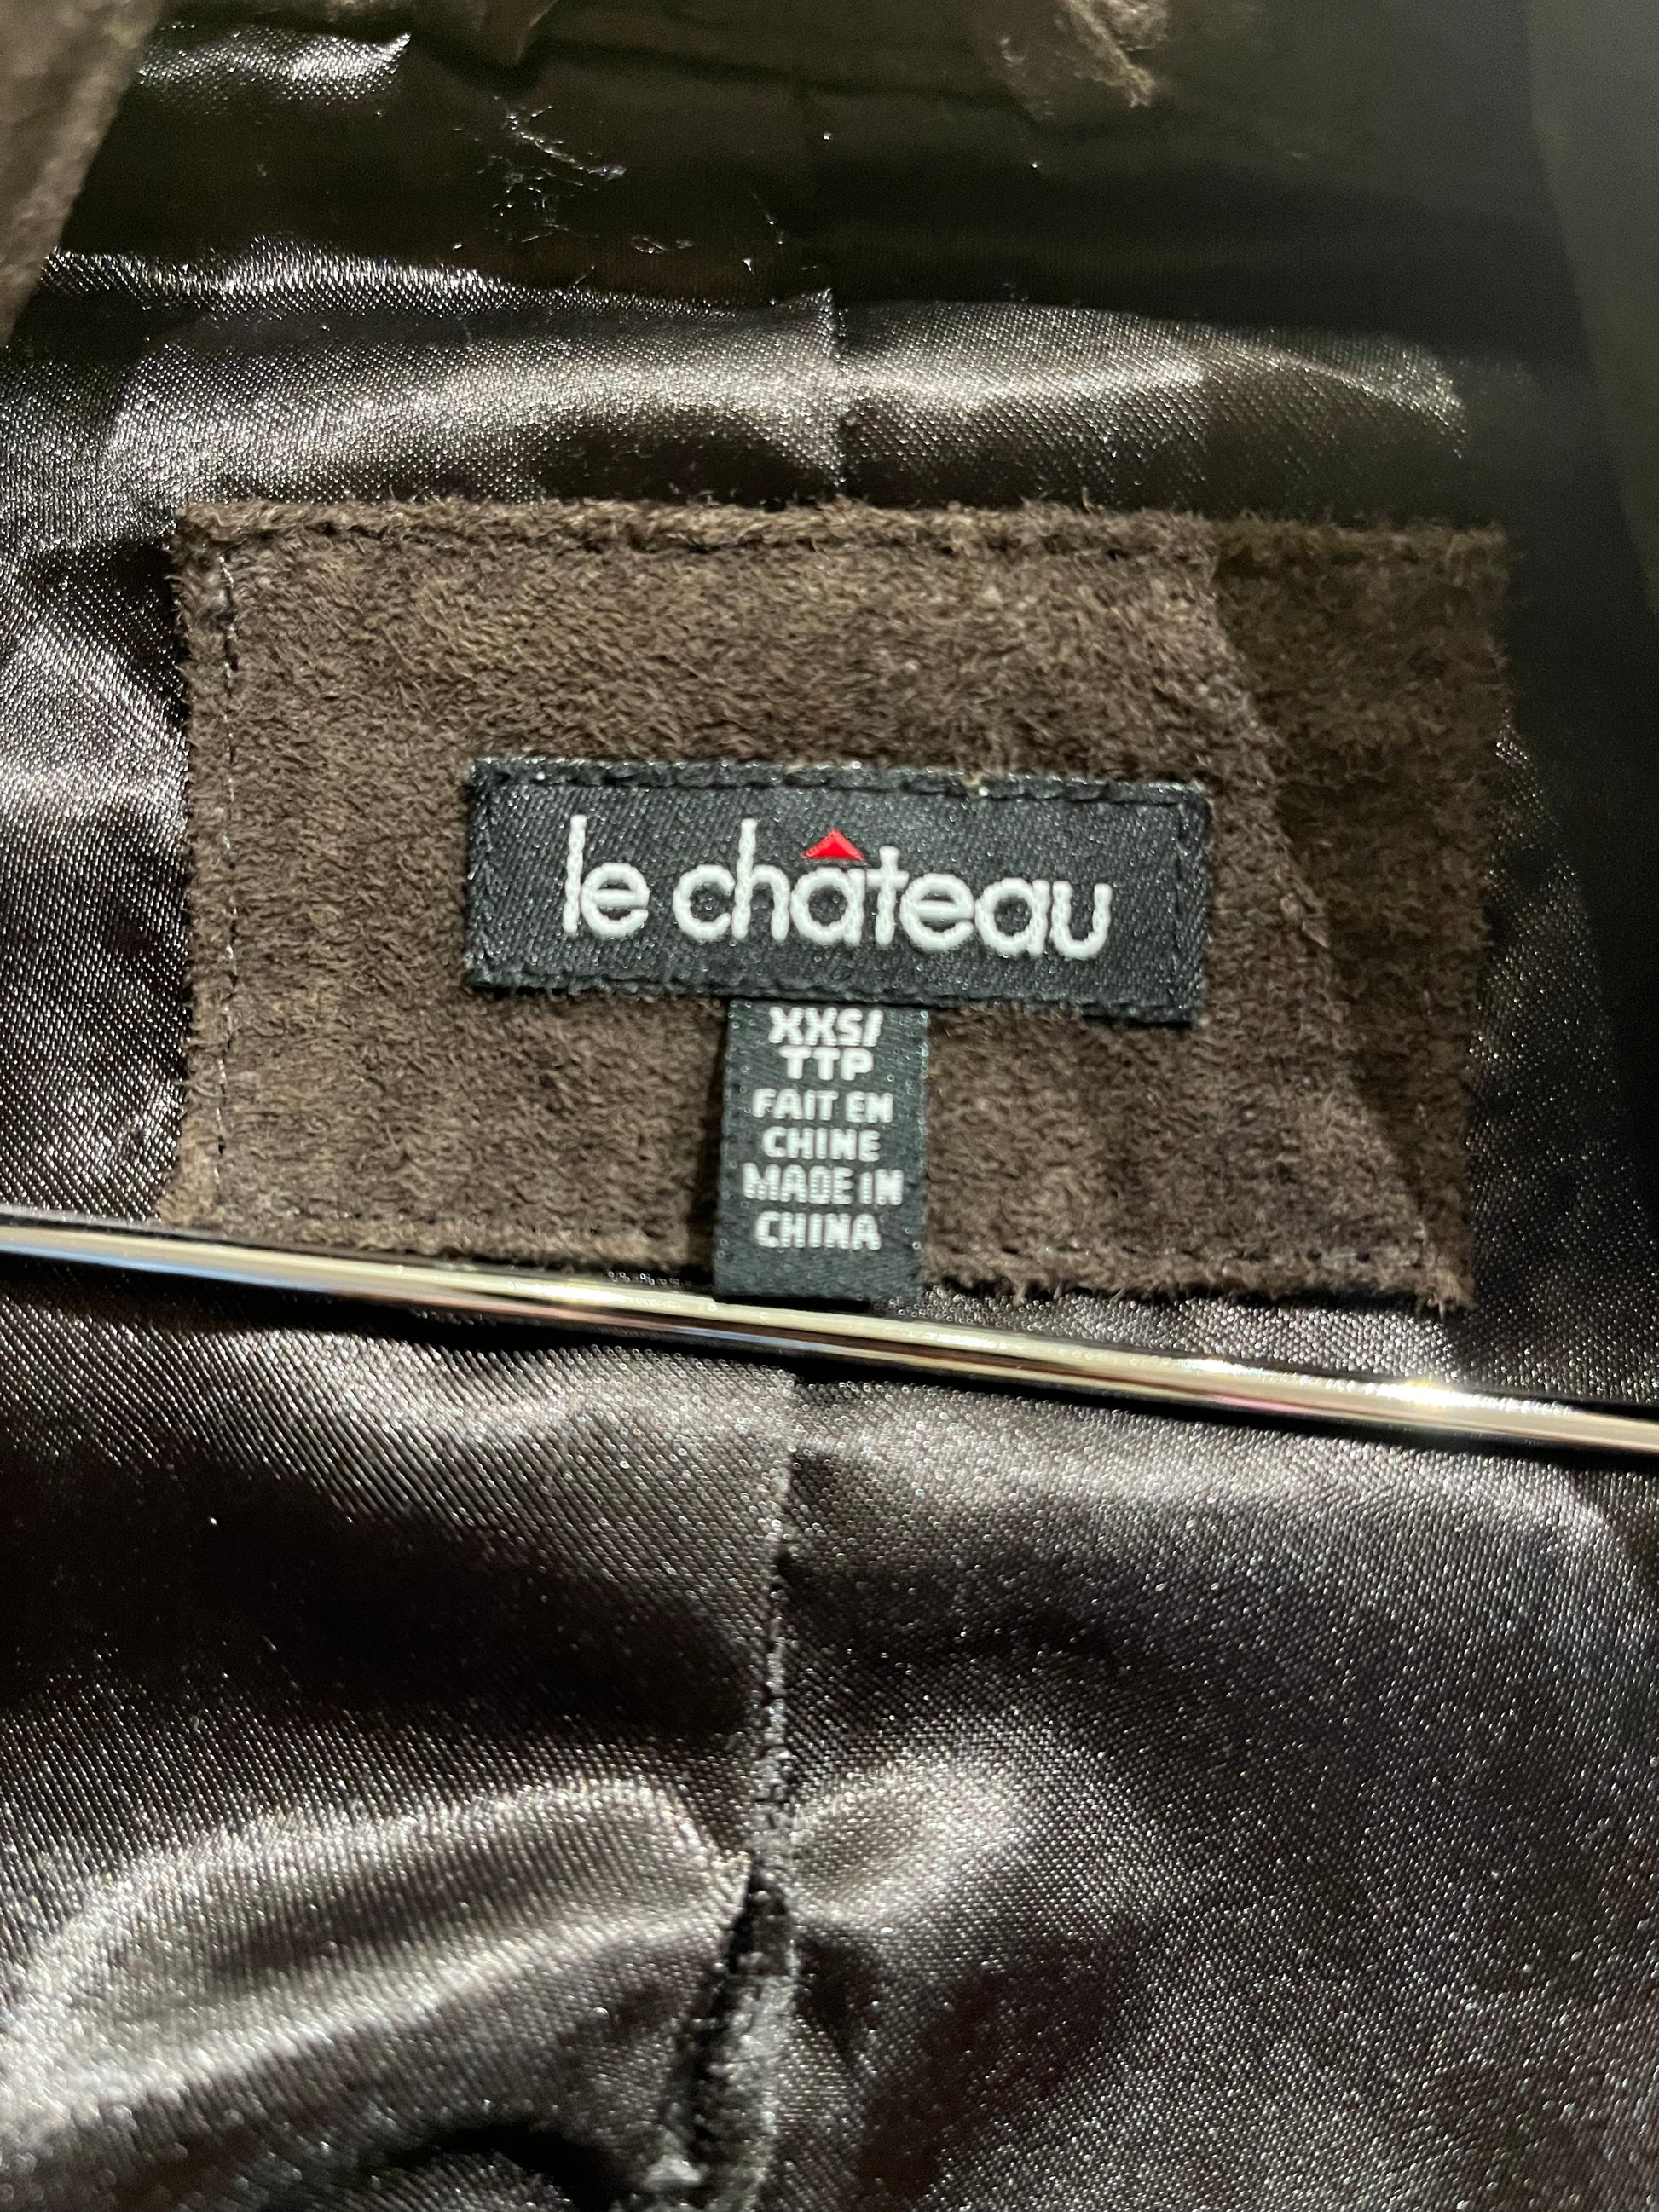 le château
XXS/
TTP
FAIT EN
CHINE
MADE IN
CHINA